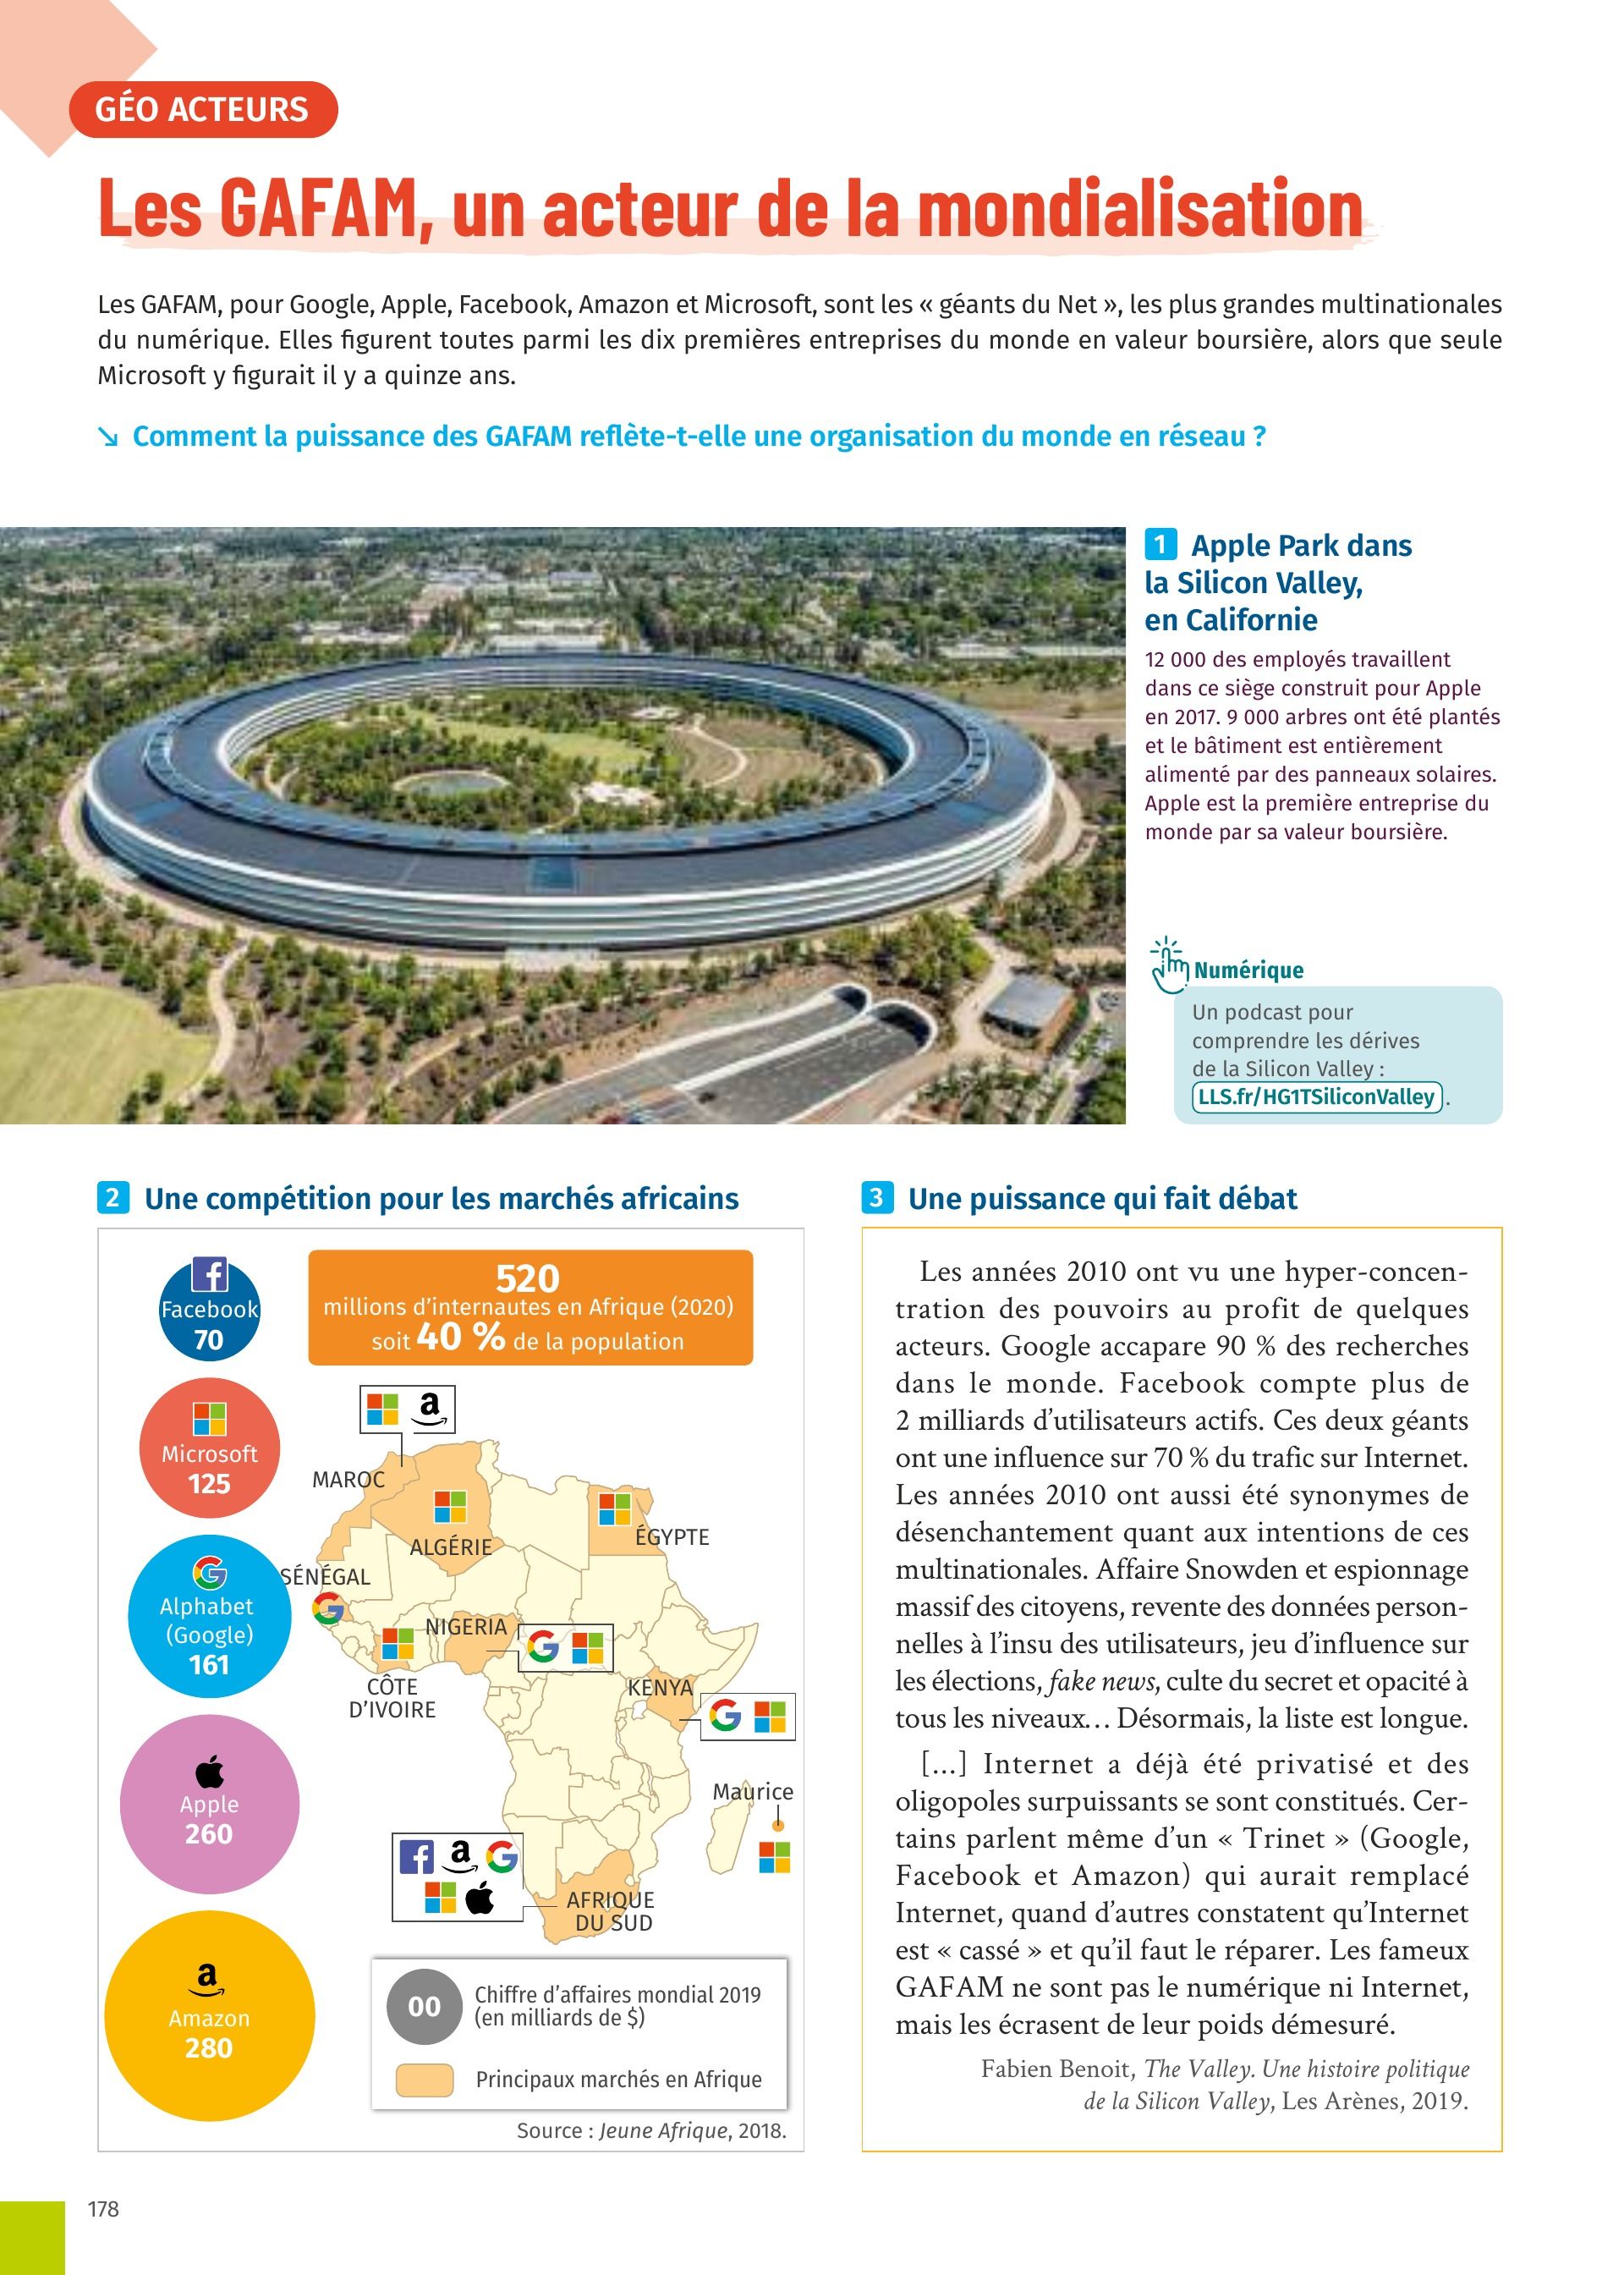 GÉO ACTEURS
Les GAFAM, un acteur de la mondialisation
Les GAFAM, pour Google, Apple, Facebook, Amazon et Microsoft, sont les « géants du Net », les plus grandes multinationales
du numérique. Elles figurent toutes parmi les dix premières entreprises du monde en valeur boursière, alors que seule
Microsoft y figurait il y a quinze ans.
↘ Comment la puissance des GAFAM reflète-t-elle une organisation du monde en réseau ?
1 Apple Park dans
la Silicon Valley,
en Californie
12 000 des employés travaillent
dans ce siège construit pour Apple
en 2017. 9 000 arbres ont été plantés
et le bâtiment est entièrement
alimenté par des panneaux solaires.
Apple est la première entreprise du
monde par sa valeur boursière.
Numérique
Un podcast pour
comprendre les dérives
de la Silicon Valley :
LLS.fr/HG1TSiliconValley.
2 Une compétition pour les marchés africains
f
Facebook
70
Microsoft
125
G
Alphabet
(Google)
161
Apple
260
a
Amazon
280
520
millions d'internautes en Afrique (2020)
soit 40 % de la population
a
MAROC
ALGÉRIE
ÉGYPTE
SÉNÉGAL
G
NIGERIA
G
CÔTE
D'IVOIRE
KENYA
G
Maurice
f a G
AFRIQUE
DU SUD
00 Chiffre d'affaires mondial 2019
(en milliards de $)
Principaux marchés en Afrique
Source : Jeune Afrique, 2018.
3 Une puissance qui fait débat
Les années 2010 ont vu une hyper-concen-
tration des pouvoirs au profit de quelques
acteurs. Google accapare 90 % des recherches
dans le monde. Facebook compte plus de
2 milliards d'utilisateurs actifs. Ces deux géants
ont une influence sur 70 % du trafic sur Internet.
Les années 2010 ont aussi été synonymes de
désenchantement quant aux intentions de ces
multinationales. Affaire Snowden et espionnage
massif des citoyens, revente des données person-
nelles à l'insu des utilisateurs, jeu d'influence sur
les élections, fake news, culte du secret et opacité à
tous les niveaux… Désormais, la liste est longue.
[...] Internet a déjà été privatisé et des
oligopoles surpuissants se sont constitués. Cer-
tains parlent même d'un « Trinet » (Google,
Facebook et Amazon) qui aurait remplacé
Internet, quand d'autres constatent qu'Internet
est « cassé » et qu'il faut le réparer. Les fameux
GAFAM ne sont pas le numérique ni Internet,
mais les écrasent de leur poids démesuré.
Fabien Benoit, The Valley. Une histoire politique
de la Silicon Valley, Les Arènes, 2019.
178